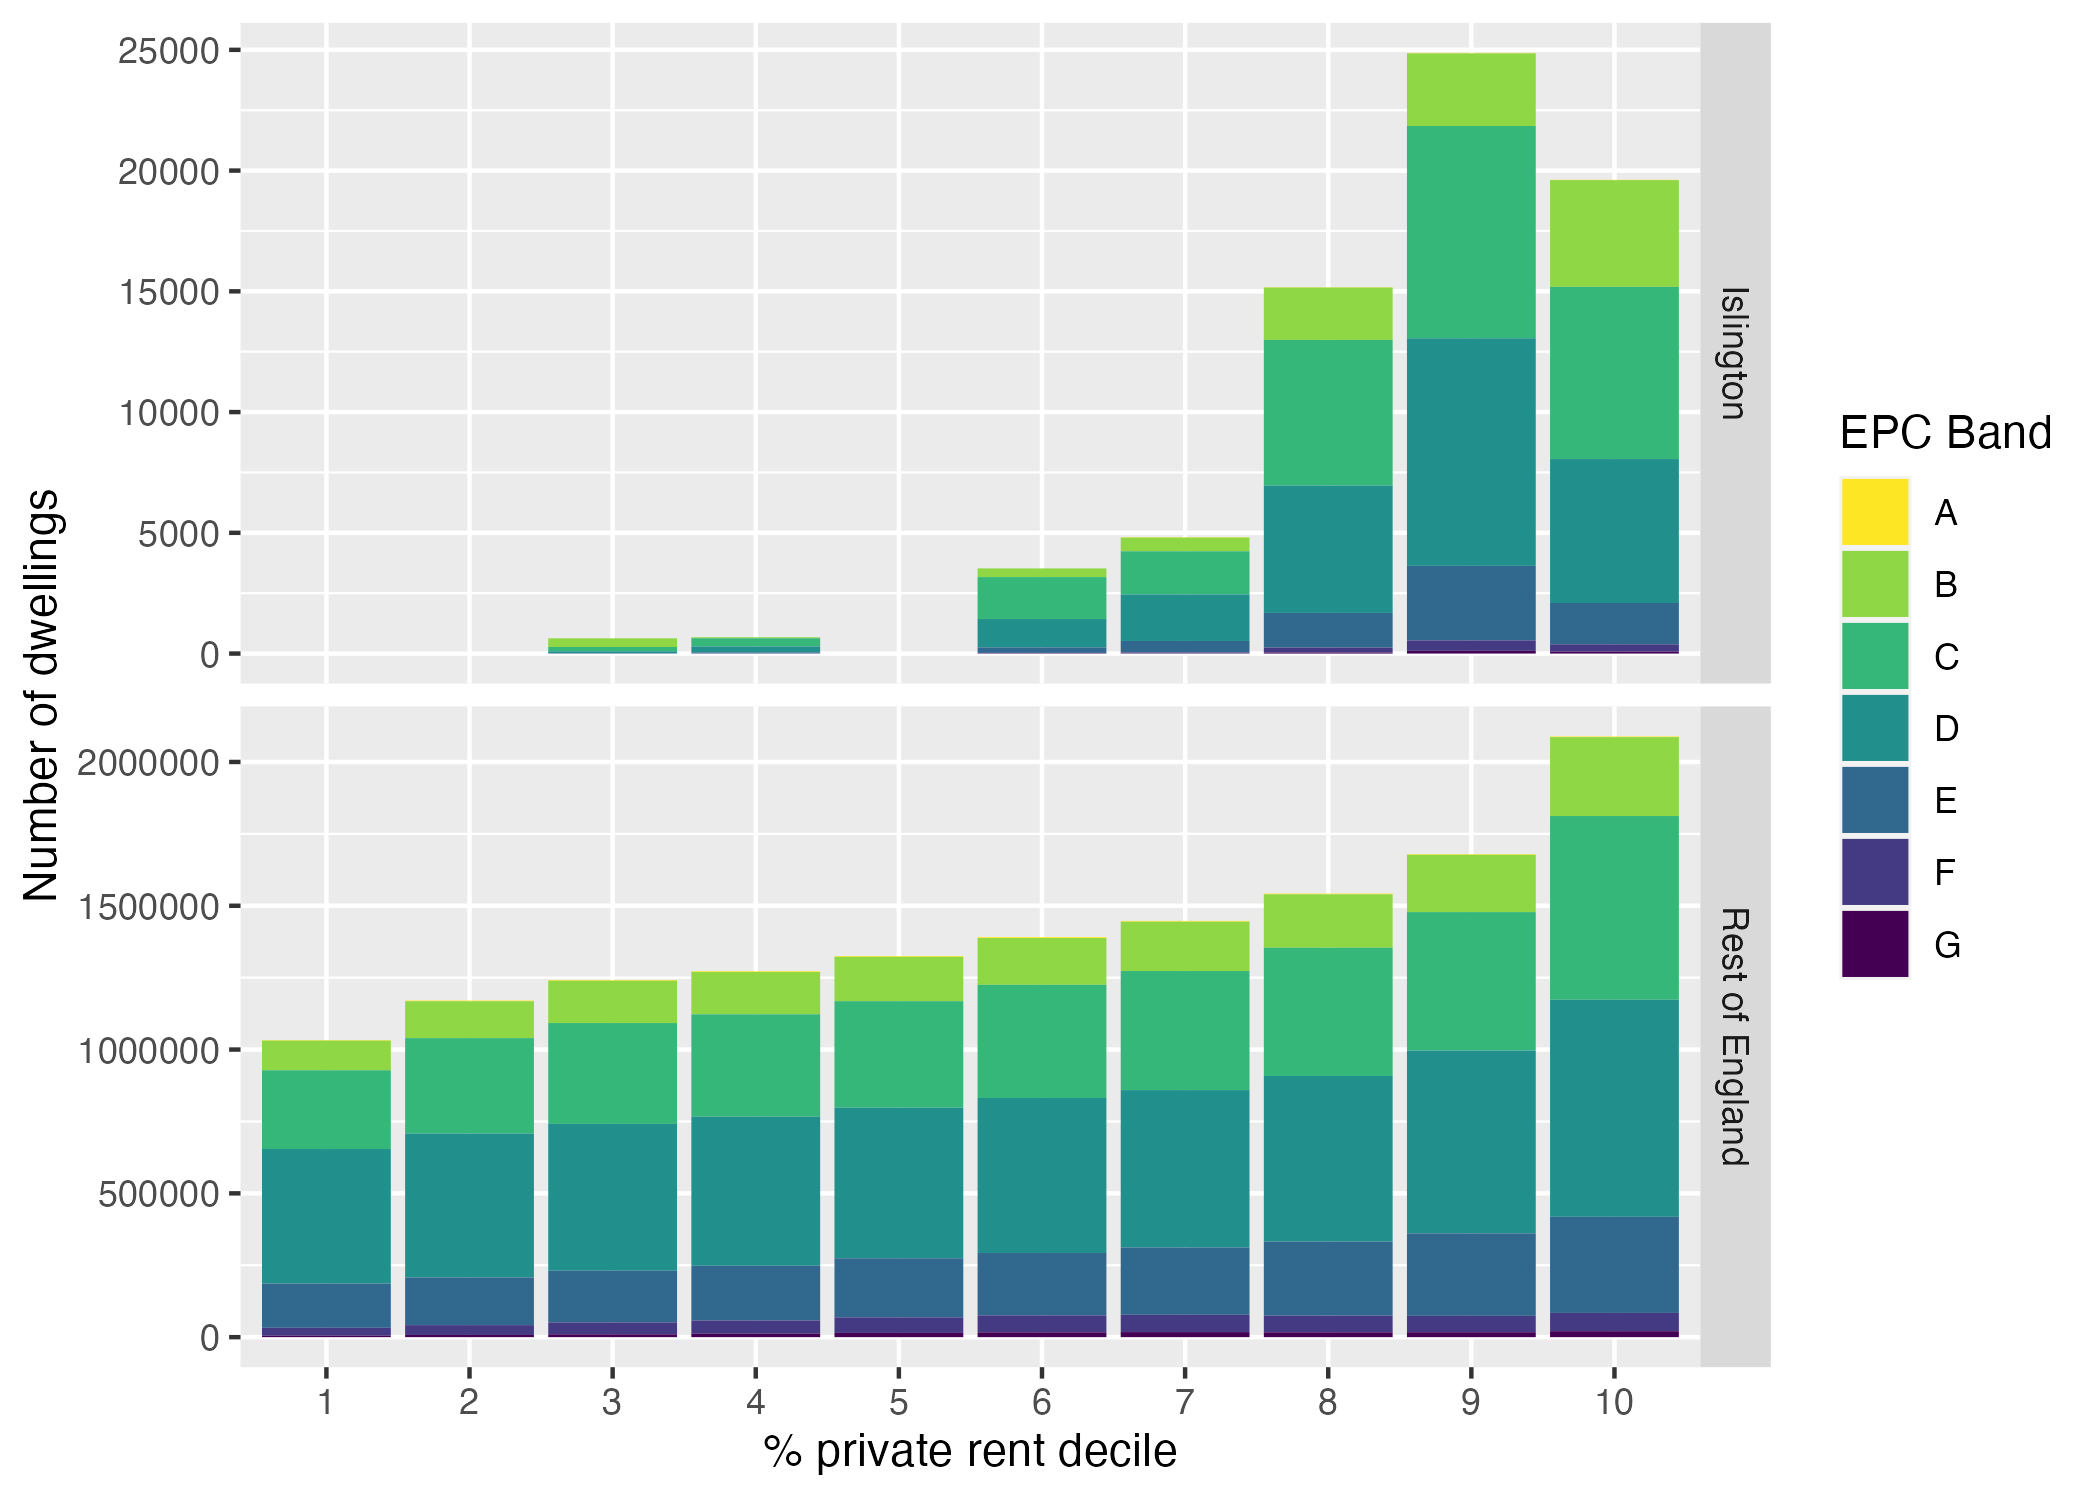 25000
20000
15000
10000
5000
0
Islington
2000000
1500000
1000000
500000
0
Rest of England
Number of dwellings
1 2 3 4 5 6 7 8 9 10
% private rent decile
EPC Band
A
B
C
D
E
F
G